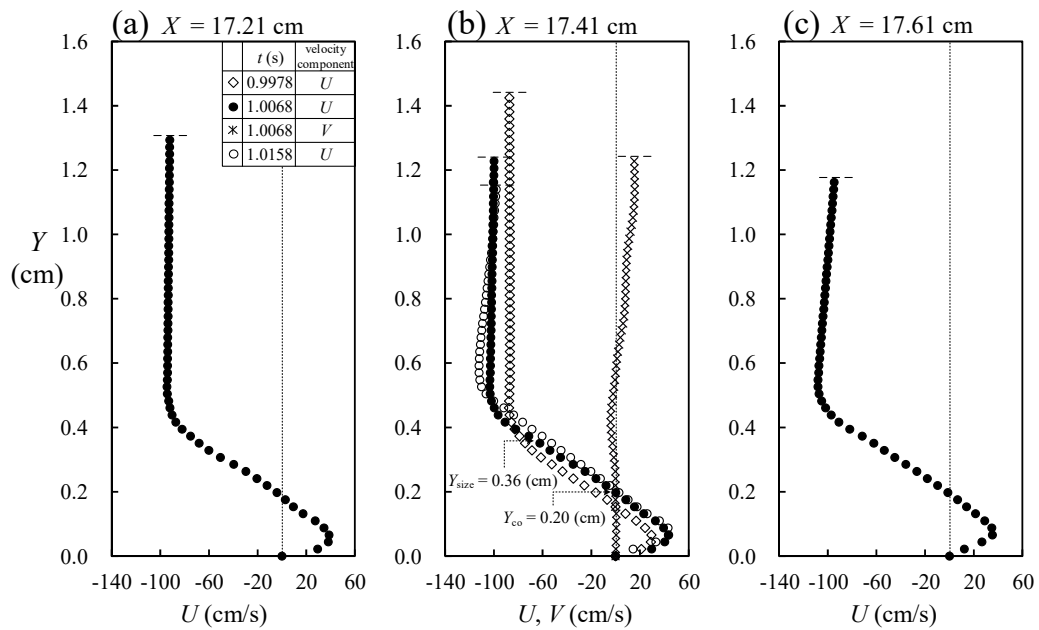 (a) X = 17.21 cm
(b) X = 17.41 cm
(c) X = 17.61 cm
t (s) velocity component
0.9978 U
1.0068 U
1.0068 V
1.0158 U
Y
(cm)
1.6
1.4
1.2
1.0
0.8
0.6
0.4
0.2
0.0
-140 -100 -60 -20 20 60
U (cm/s)
1.6
1.4
1.2
1.0
0.8
0.6
0.4
0.2
0.0
Ysize = 0.36 (cm)
Yco = 0.20 (cm)
-140 -100 -60 -20 20 60
U, V (cm/s)
1.6
1.4
1.2
1.0
0.8
0.6
0.4
0.2
0.0
-140 -100 -60 -20 20 60
U (cm/s)